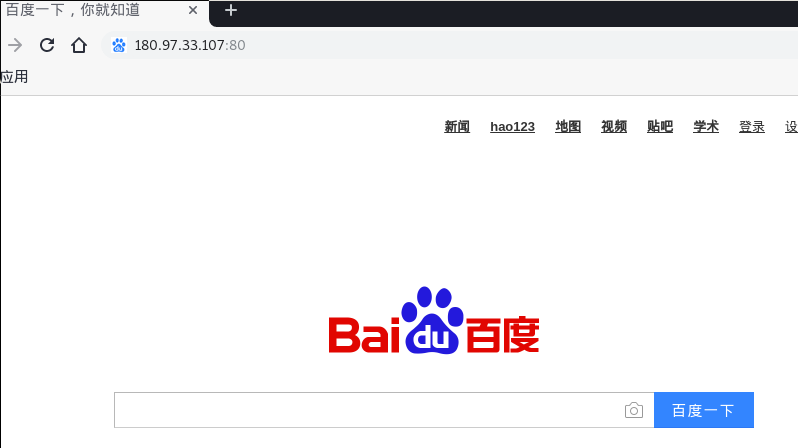 百度一下，你就知道
180.97.33.107:80
应用
新闻 hao123 地图 视频 贴吧 学术 登录 设
Bai du 百度
百度一下